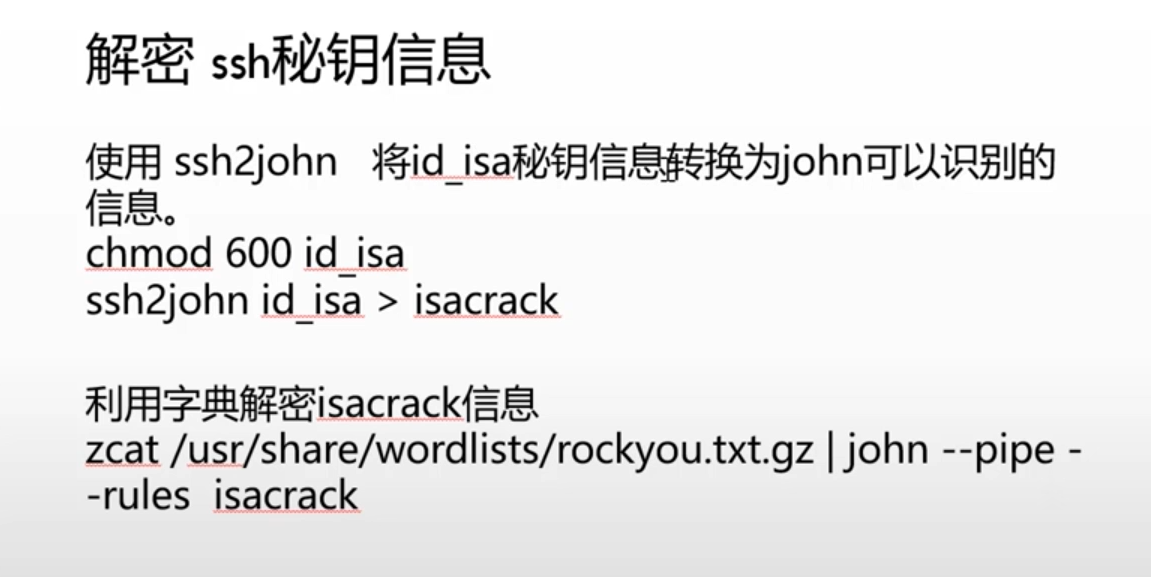 解密 ssh秘钥信息
使用 ssh2john 将id_isa秘钥信息转换为john可以识别的
信息。
chmod 600 id_isa
ssh2john id_isa > isacrack
利用字典解密isacrack信息
zcat /usr/share/wordlists/rockyou.txt.gz | john --pipe -
-rules isacrack